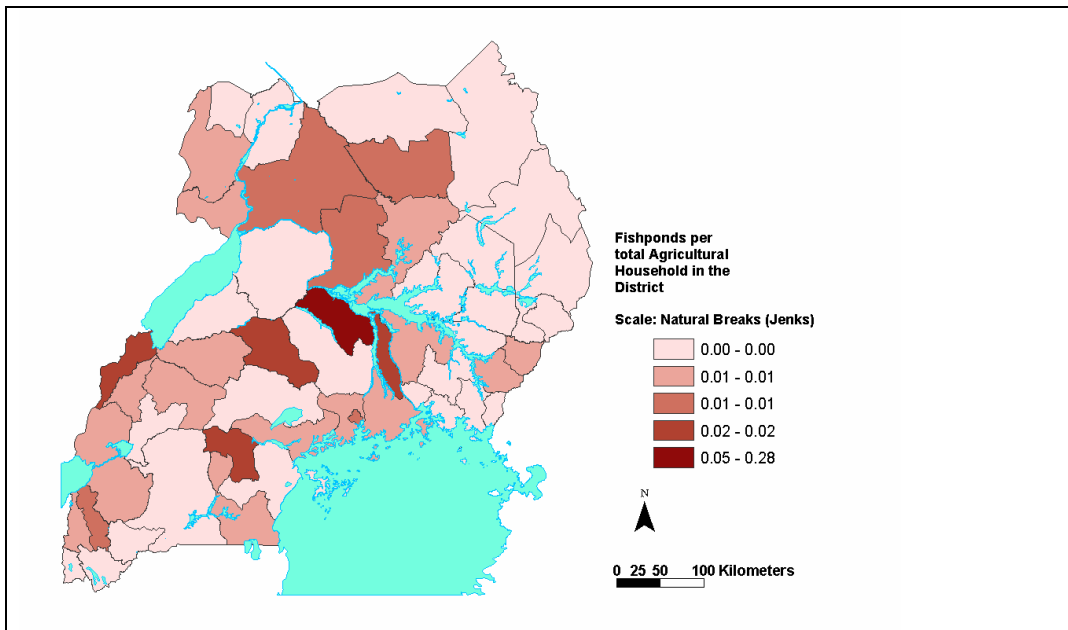 Fishponds per
total Agricultural
Household in the
District
Scale: Natural Breaks (Jenks)
0.00 - 0.00
0.01 - 0.01
0.01 - 0.01
0.02 - 0.02
0.05 - 0.28
N
0 25 50 100 Kilometers